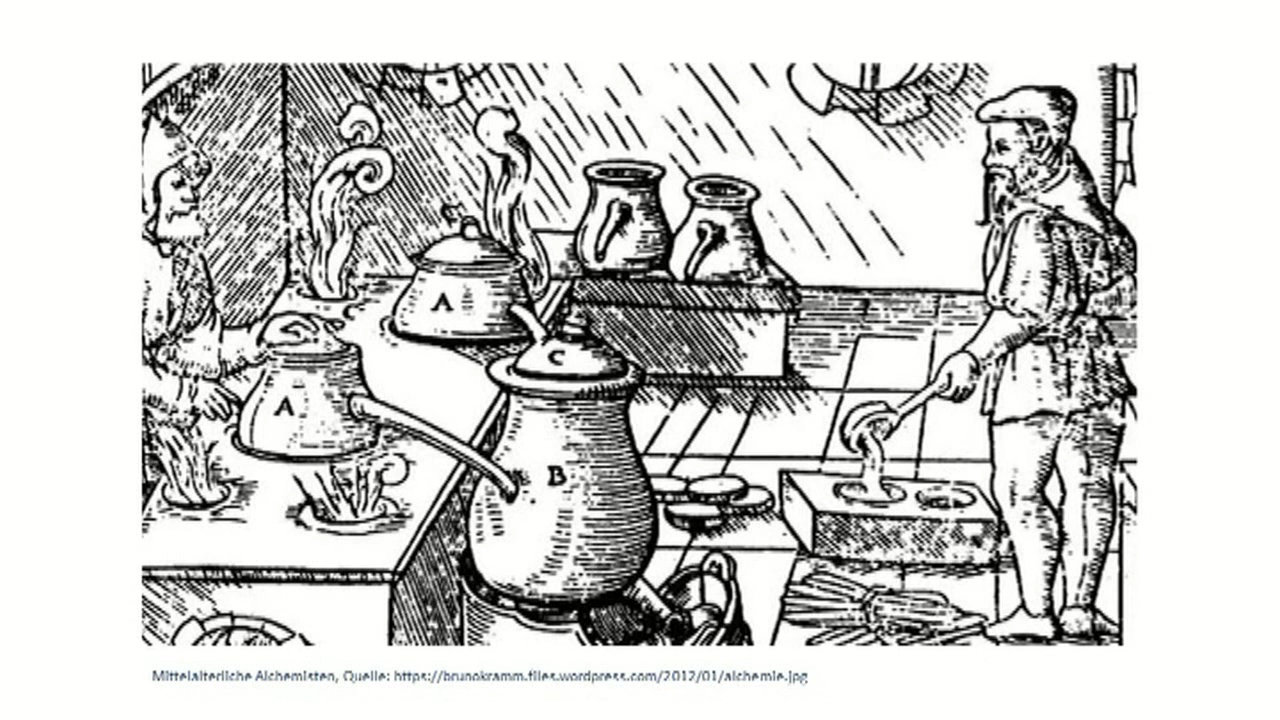 A
C
A
B
Mittelalterliche Alchemisten, Quelle: https://brunokramm.files.wordpress.com/2012/01/alchemie.jpg